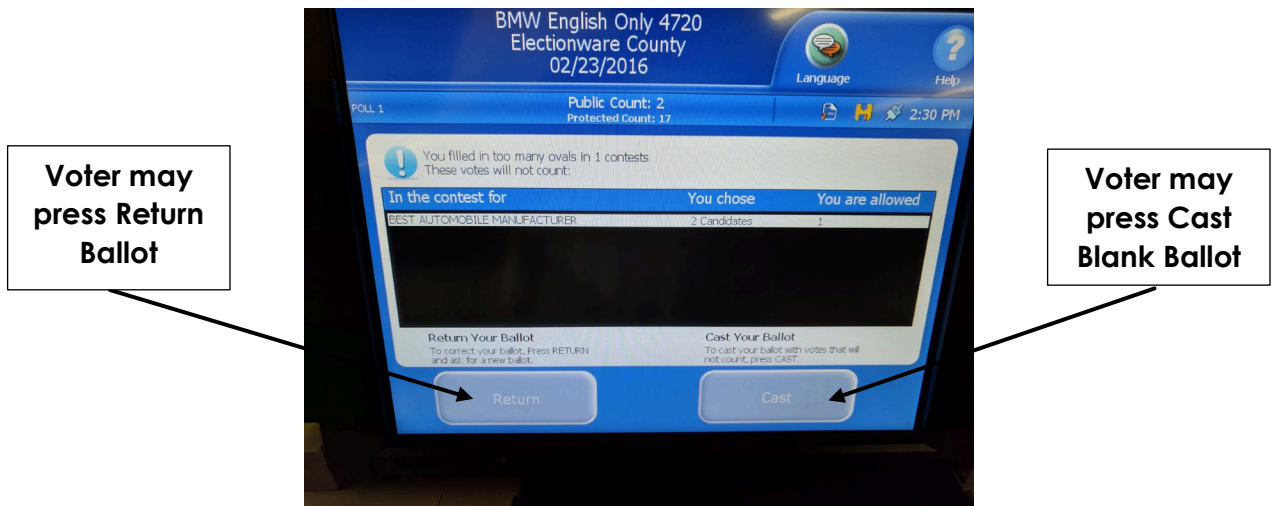 BMW English Only 4720
Electionware County
02/23/2016
Language
Help
POLL 1
Public Count: 2
Protected Count: 17
2:30 PM
Voter may
press Return
Ballot
You filled in too many ovals in 1 contests
These votes will not count:
In the contest for You chose You are allowed
BEST AUTOMOBILE MANUFACTURER 2 Candidates 1
Voter may
press Cast
Blank Ballot
Return Your Ballot
To correct your ballot, Press RETURN
and ask for a new ballot.
Cast Your Ballot
To cast your ballot with votes that will
not count, press CAST.
Return
Cast